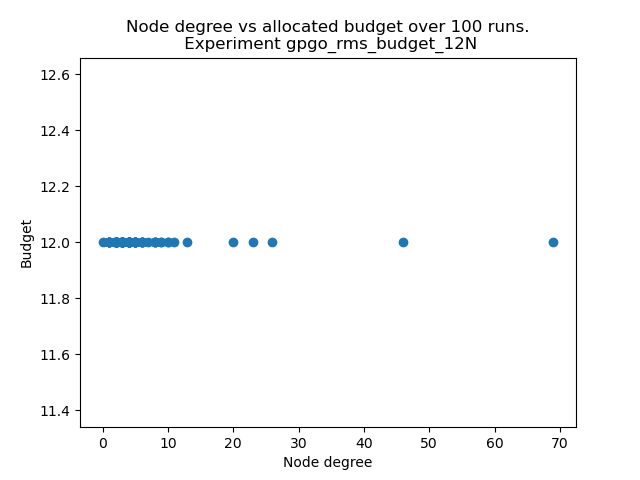 Node degree vs allocated budget over 100 runs.
Experiment gpgo_rms_budget_12N
12.6
12.4
12.2
12.0
11.8
11.6
11.4
Budget
0 10 20 30 40 50 60 70
Node degree